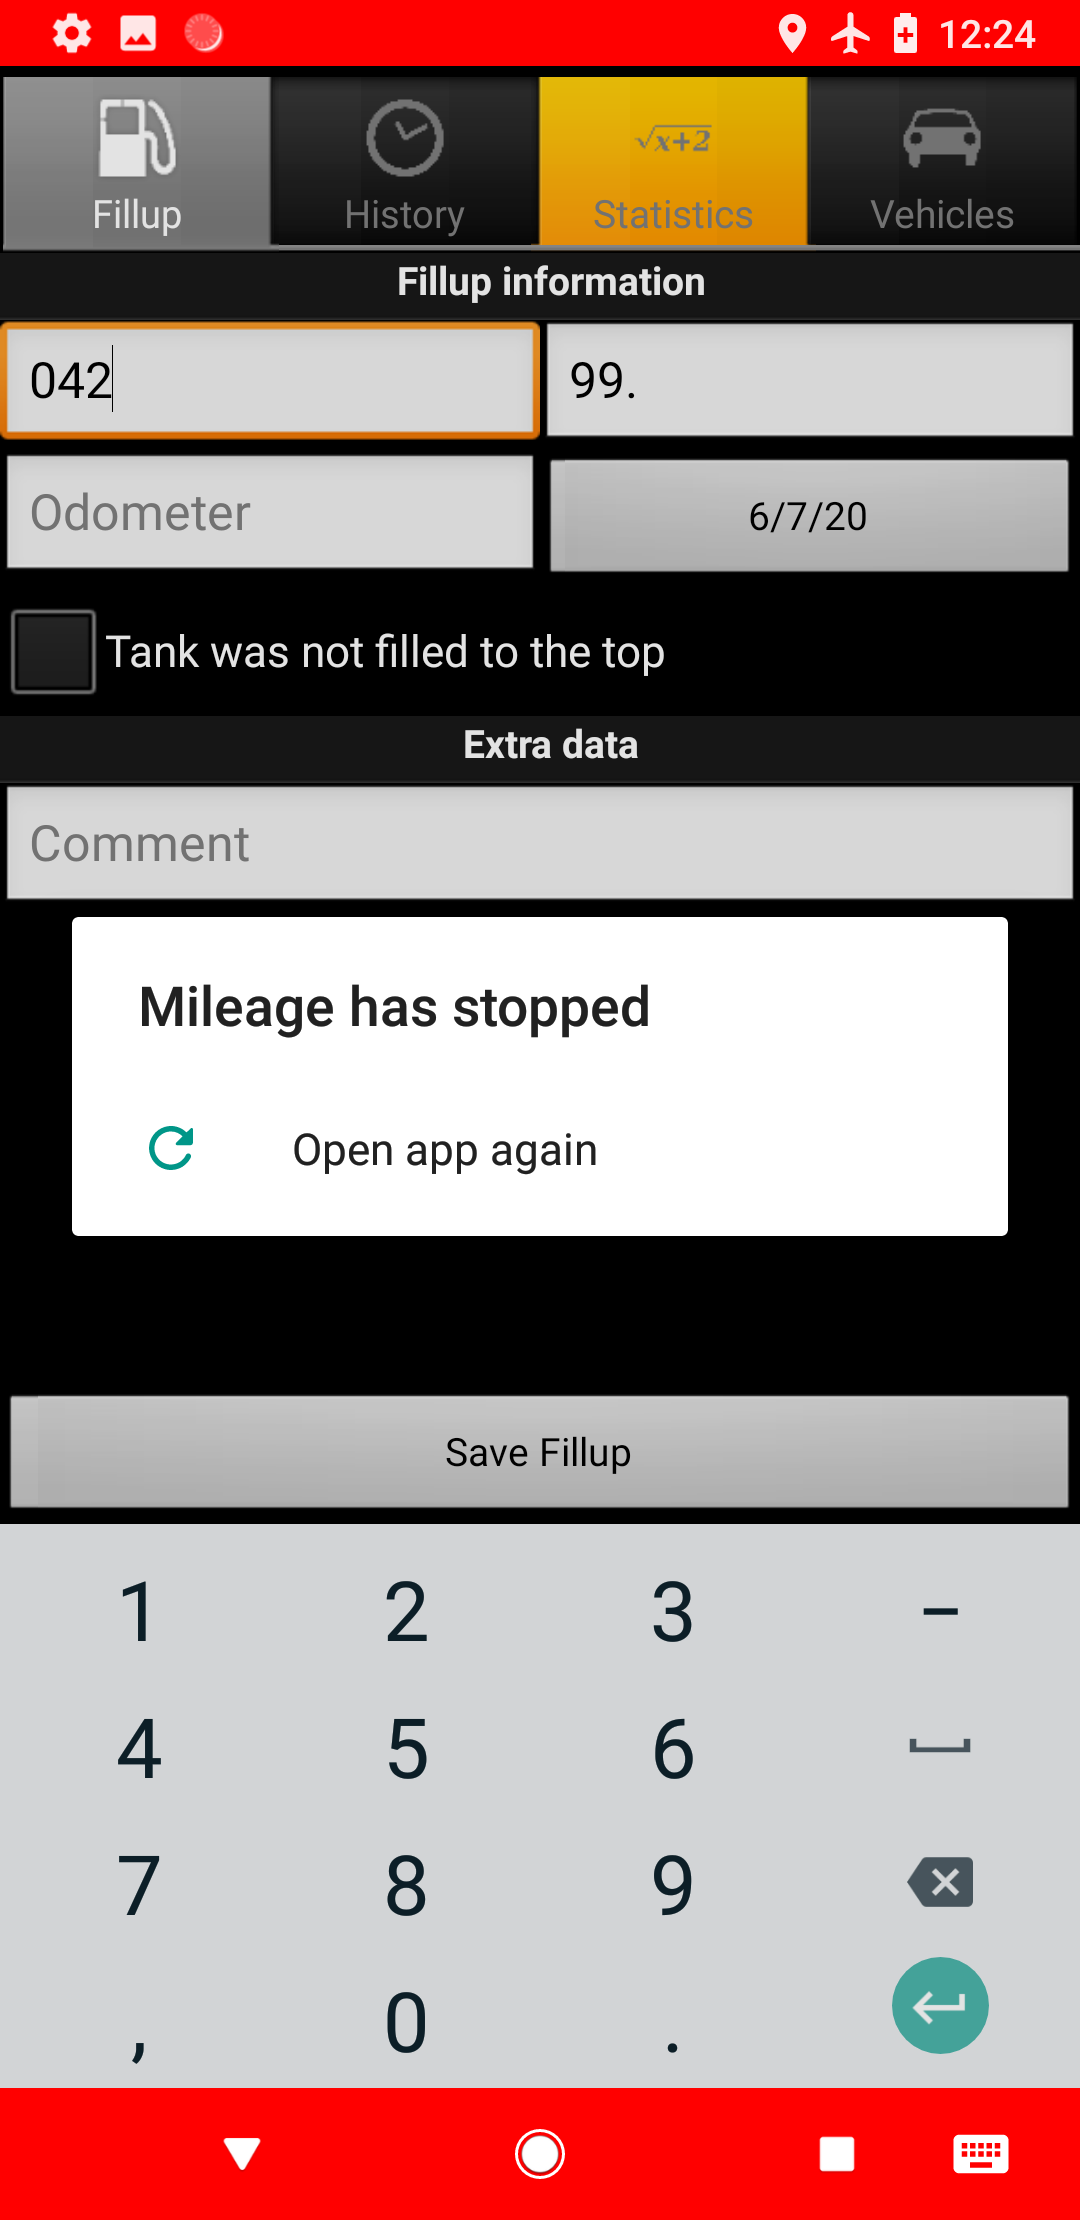 12:24
Fillup
History
√x+2
Statistics
Vehicles
Fillup information
042
99.
Odometer
6/7/20
Tank was not filled to the top
Extra data
Comment
Mileage has stopped
Open app again
Save Fillup
1 2 3 –
4 5 6
7 8 9
, 0 .